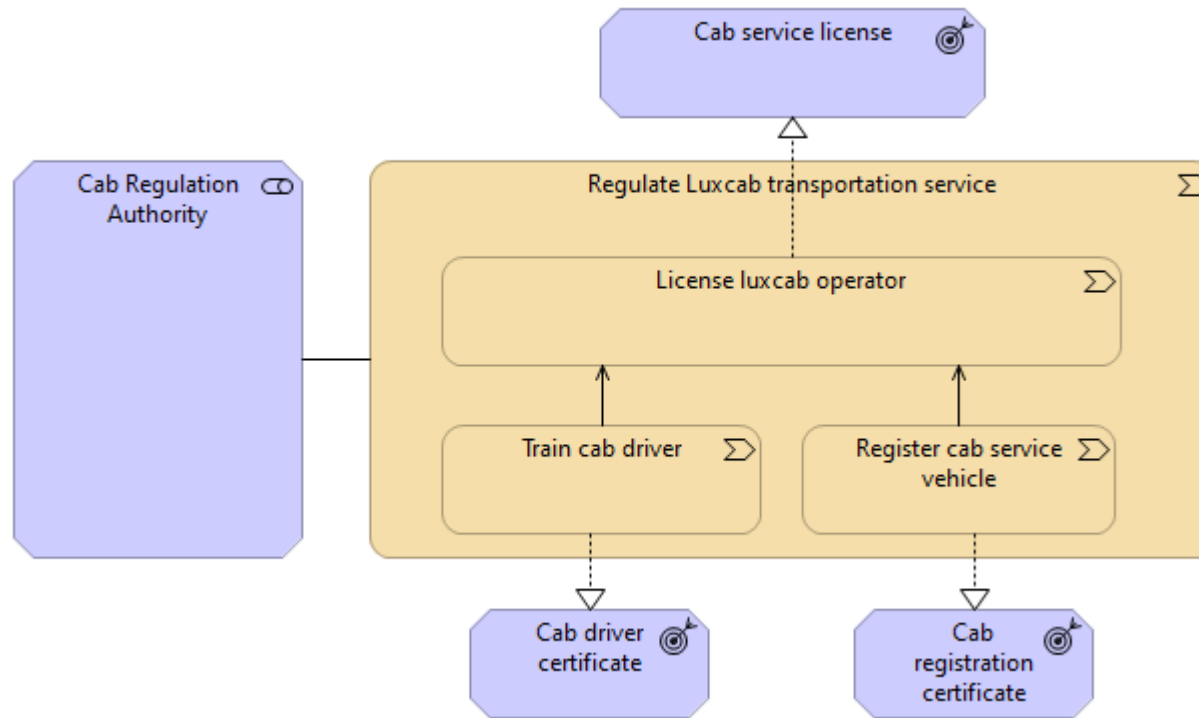 Cab service license
Cab Regulation
Authority
Regulate Luxcab transportation service
License luxcab operator
Train cab driver
Register cab service
vehicle
Cab driver
certificate
Cab
registration
certificate